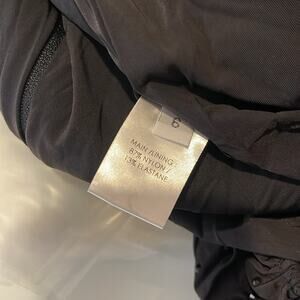 6
MAIN /LINING :
87% NYLON /
13% ELASTANE